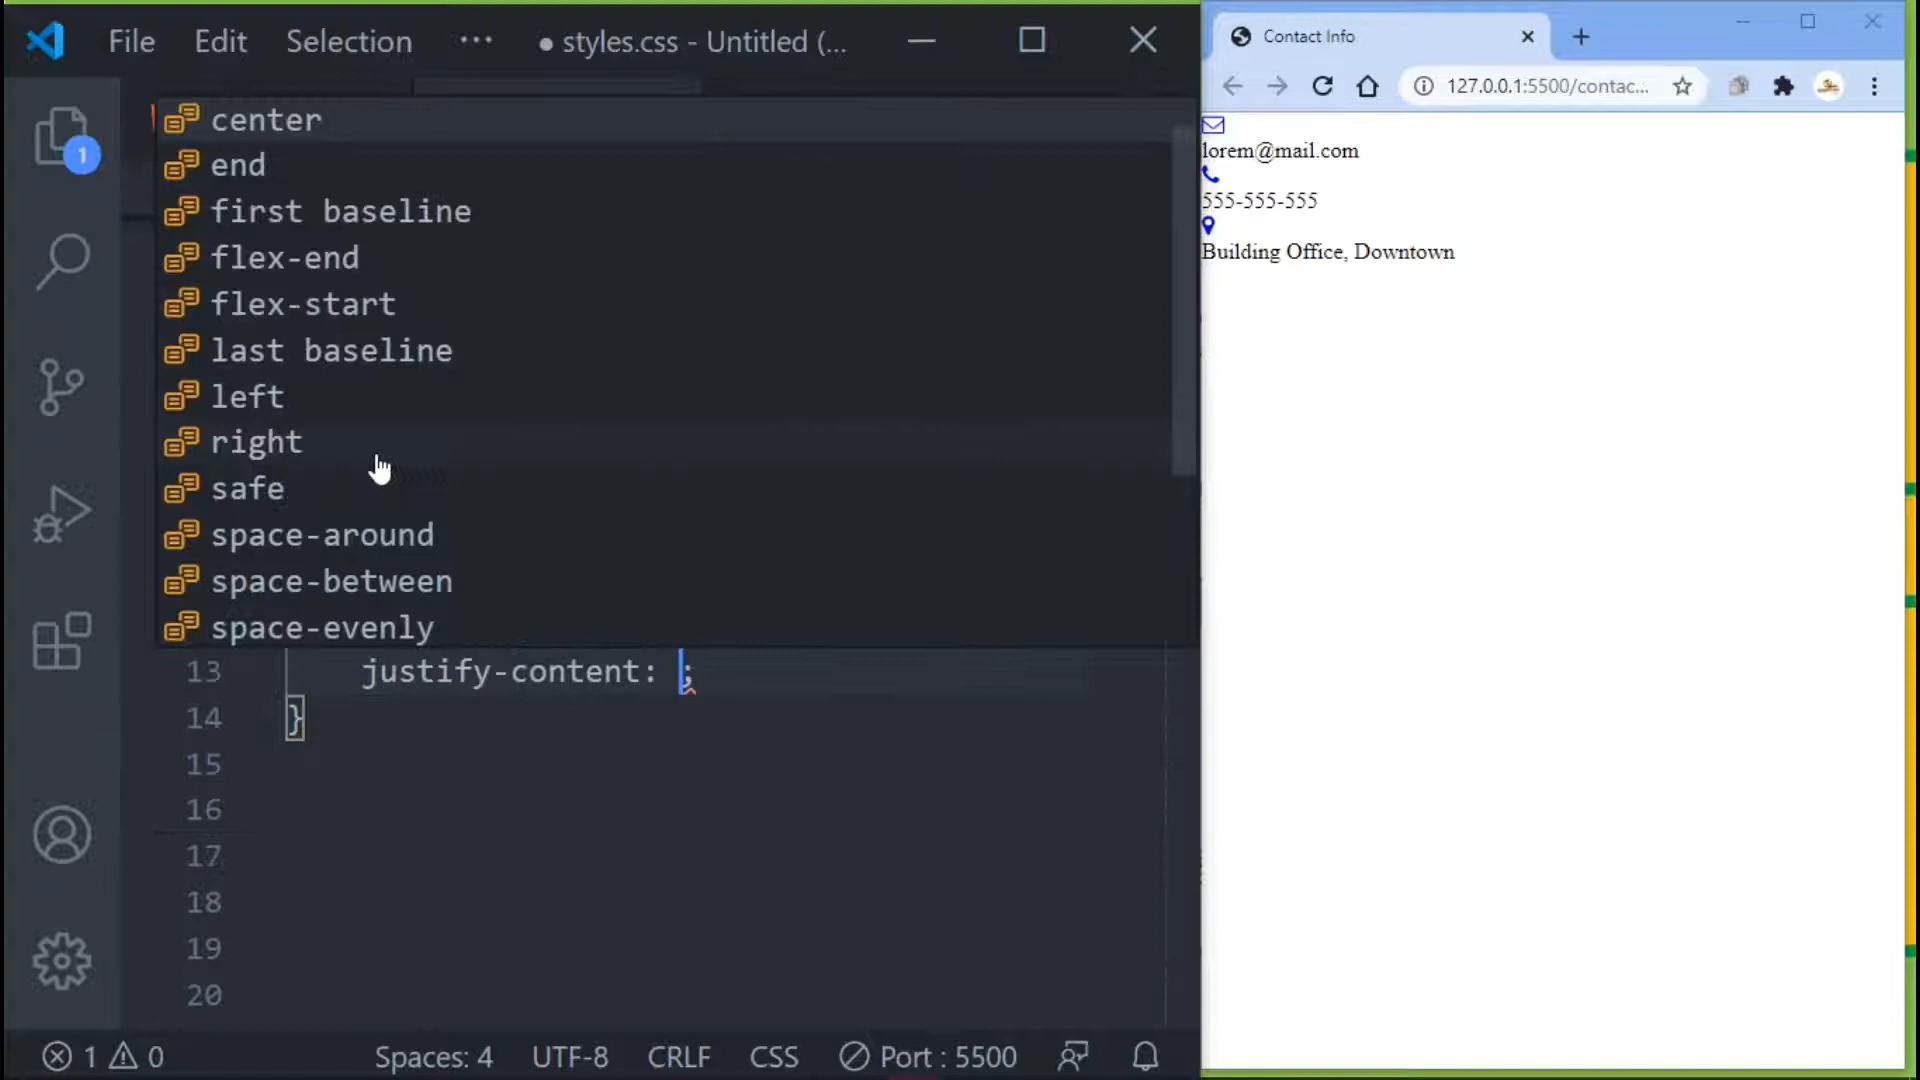 File Edit Selection ··· ● styles.css - Untitled (...
center
end
first baseline
flex-end
flex-start
last baseline
left
right
safe
space-around
space-between
space-evenly
13 justify-content: ;
14 }
15
16
17
18
19
20
1
1 0 Spaces: 4 UTF-8 CRLF CSS Port : 5500
Contact Info
127.0.0.1:5500/contac...
lorem@mail.com
555-555-555
Building Office, Downtown